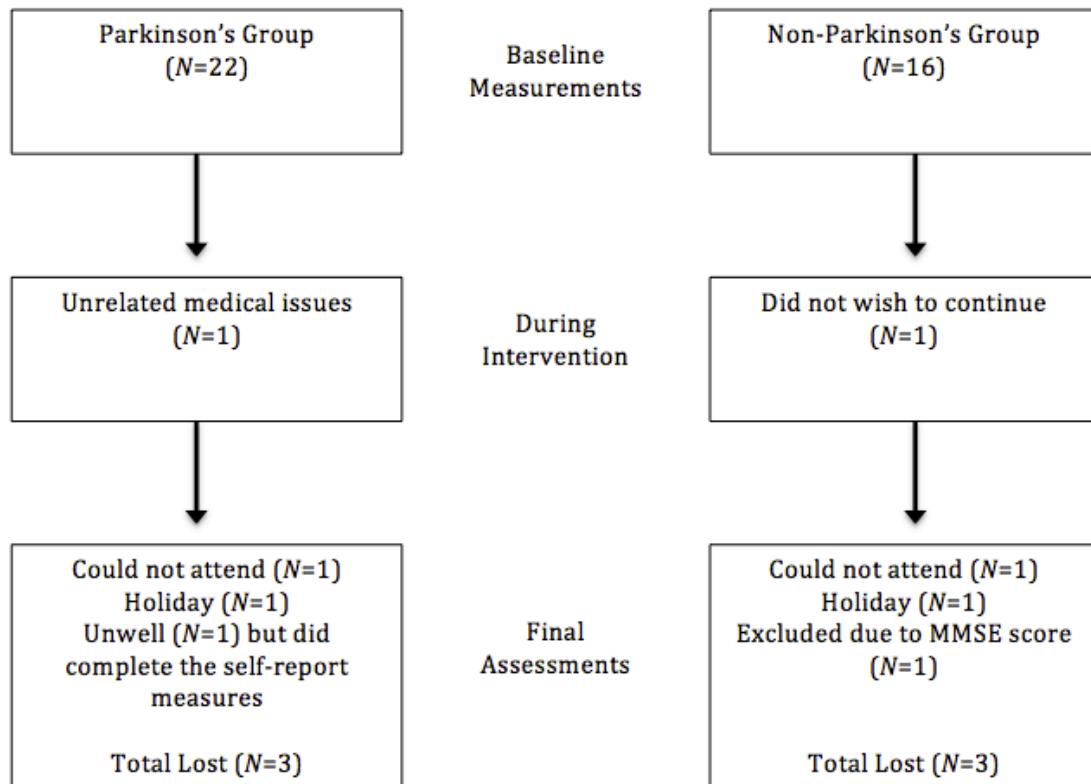 Parkinson’s Group
(N=22)
Baseline
Measurements
Non-Parkinson’s Group
(N=16)
Unrelated medical issues
(N=1)
During
Intervention
Did not wish to continue
(N=1)
Could not attend (N=1)
Holiday (N=1)
Unwell (N=1) but did
complete the self-report
measures
Total Lost (N=3)
Final
Assessments
Could not attend (N=1)
Holiday (N=1)
Excluded due to MMSE score
(N=1)
Total Lost (N=3)